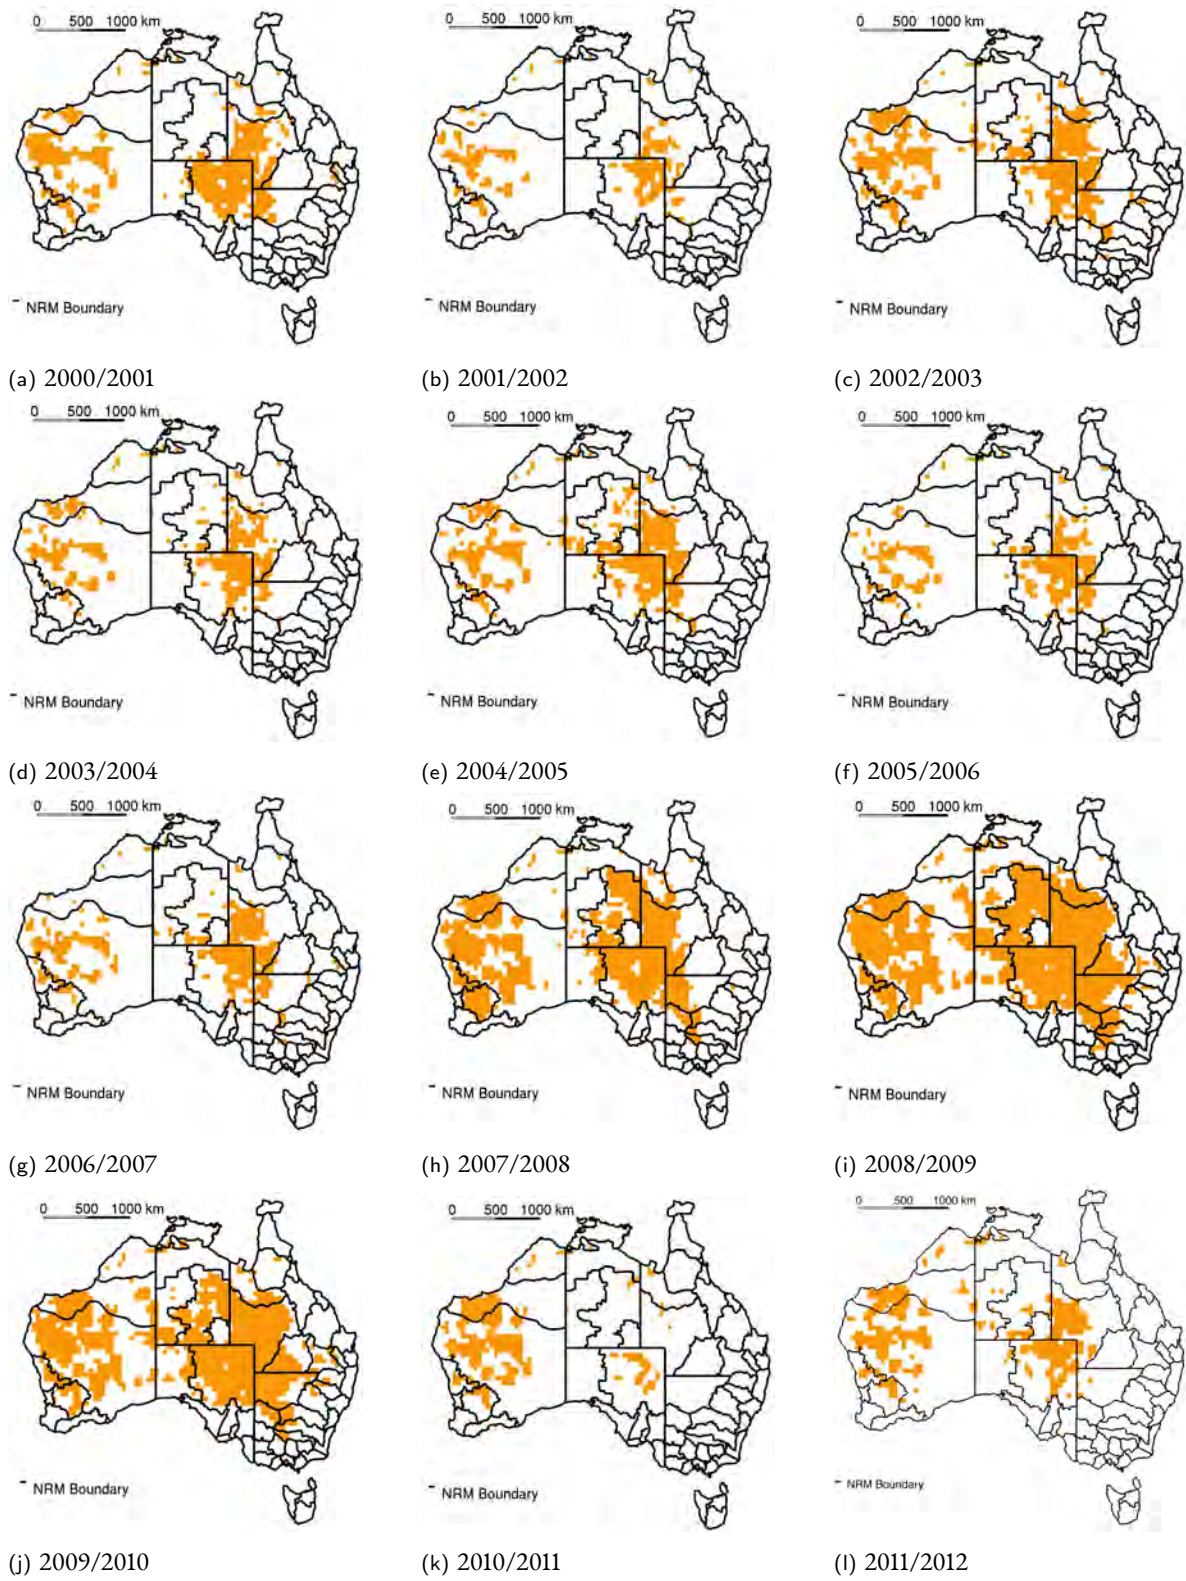 0 500 1000 km
0 500 1000 km
0 500 1000 km
NRM Boundary
NRM Boundary
NRM Boundary
(a) 2000/2001
(b) 2001/2002
(c) 2002/2003
0 500 1000 km
0 500 1000 km
0 500 1000 km
NRM Boundary
NRM Boundary
NRM Boundary
(d) 2003/2004
(e) 2004/2005
(f) 2005/2006
0 500 1000 km
0 500 1000 km
0 500 1000 km
NRM Boundary
NRM Boundary
NRM Boundary
(g) 2006/2007
(h) 2007/2008
(i) 2008/2009
0 500 1000 km
0 500 1000 km
0 500 1000 km
NRM Boundary
NRM Boundary
NRM Boundary
(j) 2009/2010
(k) 2010/2011
(l) 2011/2012